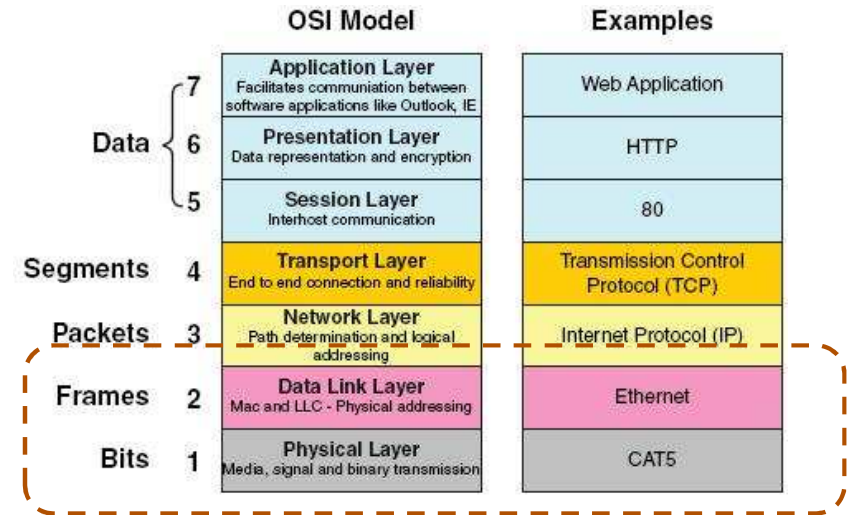 OSI Model
Examples
7
Application Layer
Facilitates communiation between
software applications like Outlook, IE
Web Application
Data
6
Presentation Layer
Data representation and encryption
HTTP
5
Session Layer
Interhost communication
80
Segments
4
Transport Layer
End to end connection and reliability
Transmission Control
Protocol (TCP)
Packets
3
Network Layer
Path determination and logical
addressing
Internet Protocol (IP)
Frames
2
Data Link Layer
Mac and LLC - Physical addressing
Ethernet
Bits
1
Physical Layer
Media, signal and binary transmission
CAT5